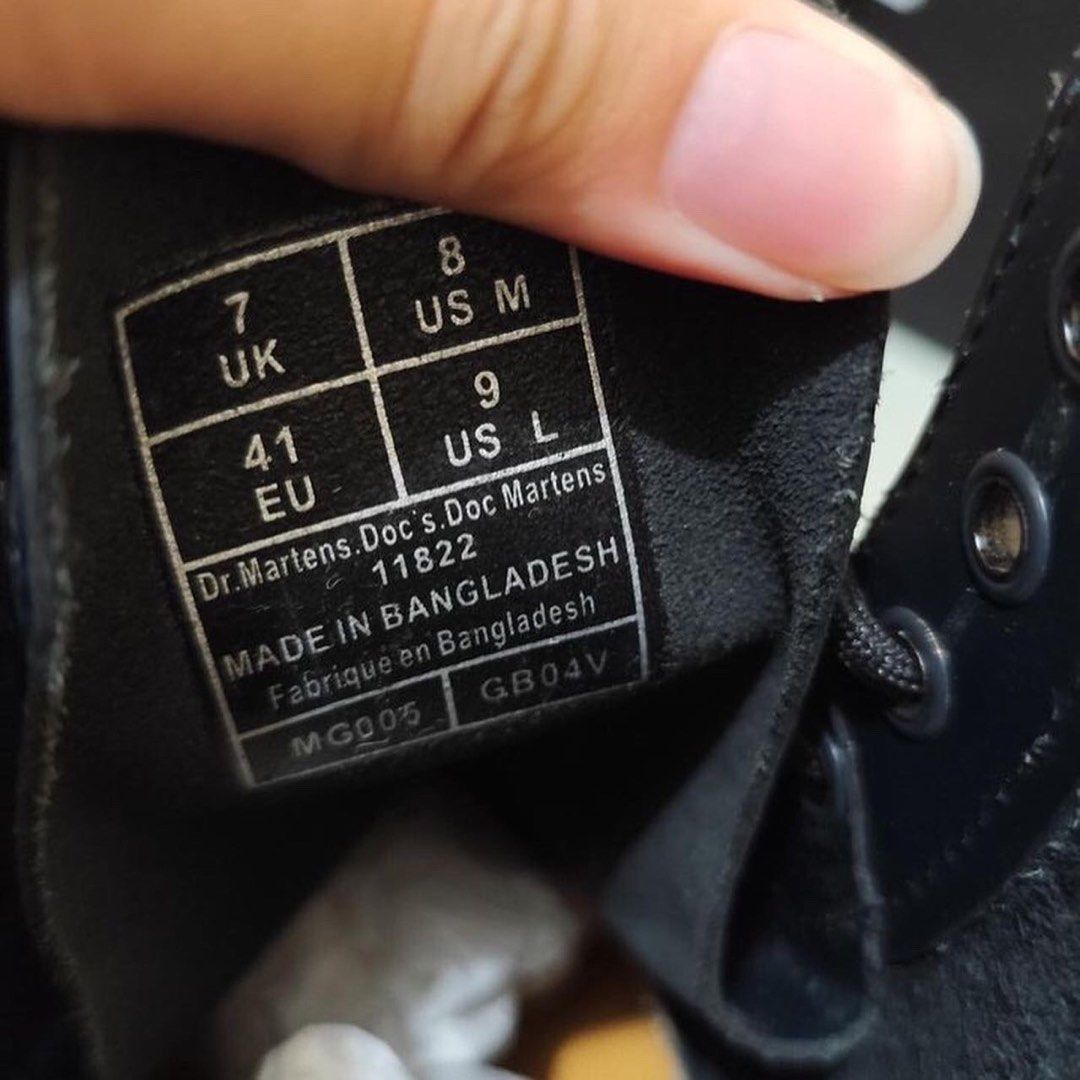 7
UK
8
US M
41
EU
9
US L
Dr.Martens.Doc's.Doc Martens
11822
MADE IN BANGLADESH
Fabrique en Bangladesh
MG005
GB04V